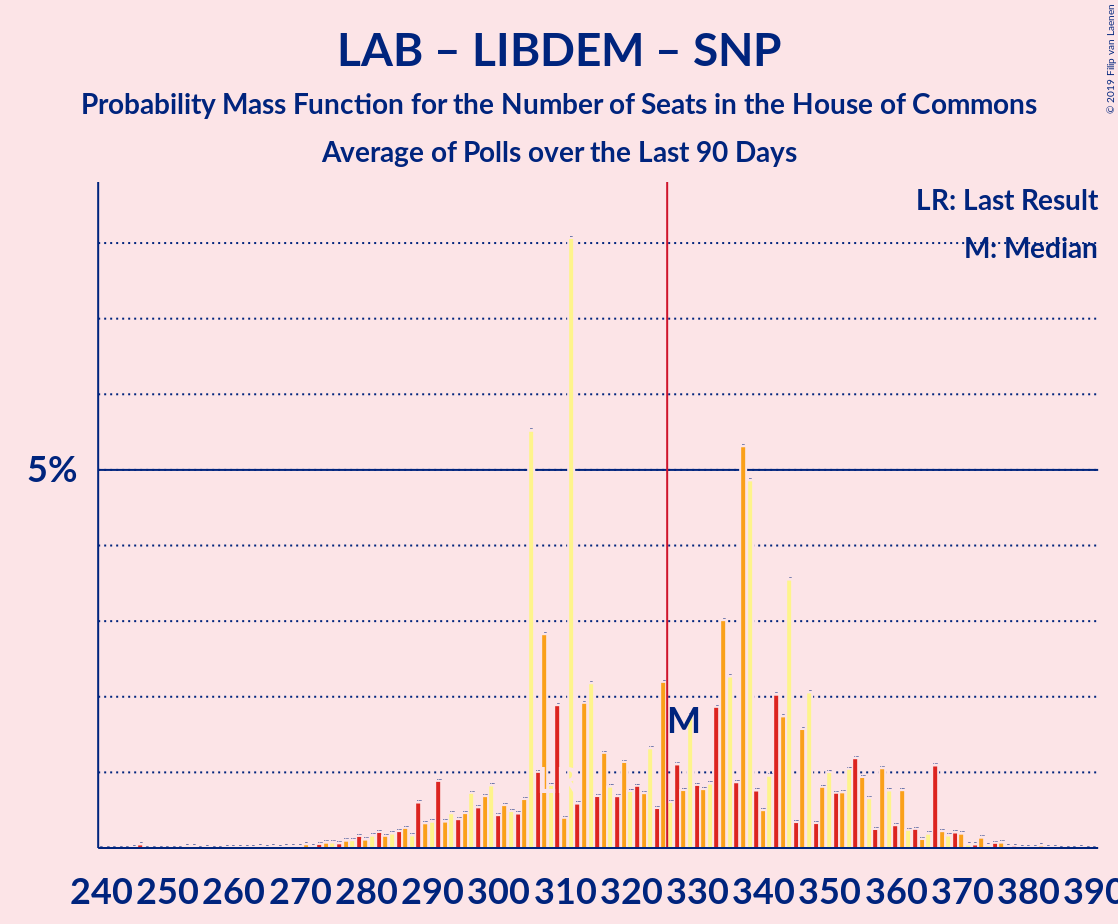 LAB – LIBDEM – SNP
Probability Mass Function for the Number of Seats in the House of Commons
Average of Polls over the Last 90 Days
© 2019 Filip van Laenen
LR: Last Result
M: Median
5%
M
240 250 260 270 280 290 300 310 320 330 340 350 360 370 380 390